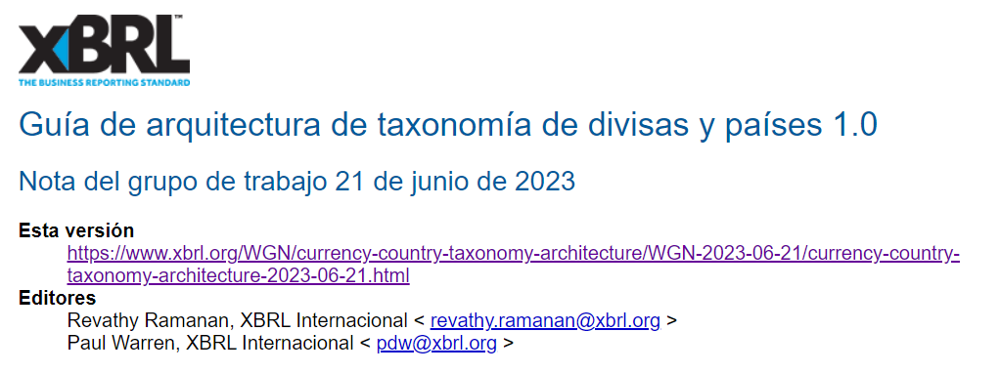 XBRL™
THE BUSINESS REPORTING STANDARD
Guía de arquitectura de taxonomía de divisas y países 1.0
Nota del grupo de trabajo 21 de junio de 2023
Esta versión
https://www.xbrl.org/WGN/currency-country-taxonomy-architecture/WGN-2023-06-21/currency-country-
taxonomy-architecture-2023-06-21.html
Editores
Revathy Ramanan, XBRL Internacional < revathy.ramanan@xbrl.org >
Paul Warren, XBRL Internacional < pdw@xbrl.org >